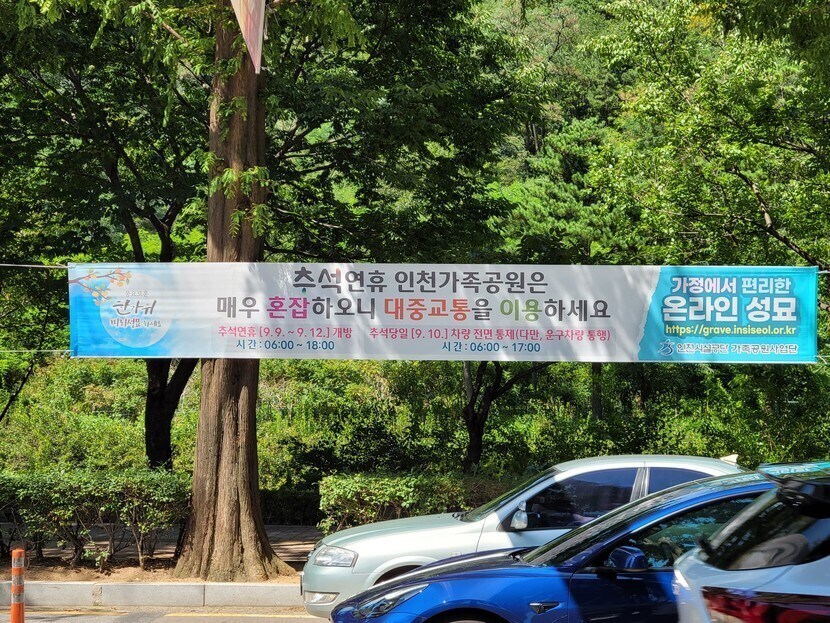 한가위
추석연휴 인천가족공원은
매우 혼잡하오니 대중교통을 이용하세요
추석연휴 [9. 9. ~ 9. 12.] 개방
시간 : 06:00 ~ 18:00
추석당일 [9. 10.] 차량 전면 통제(다만, 운구차량 통행)
시간 : 06:00 ~ 17:00
가정에서 편리한
온라인 성묘
https://grave.insiseol.or.kr
인천시설공단 가족공원사업단